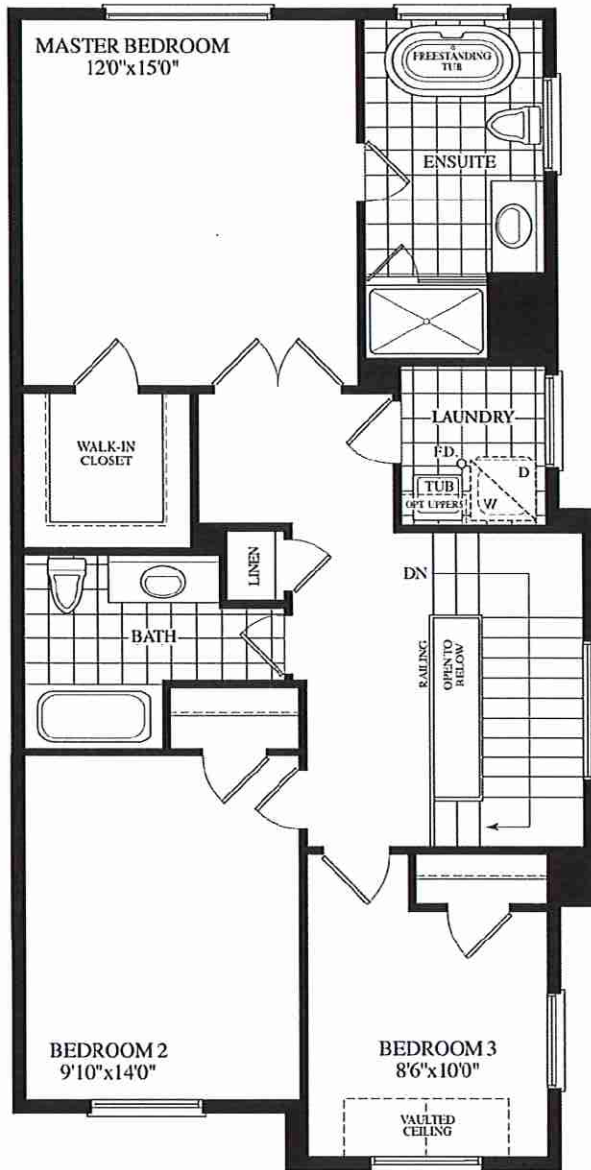 MASTER BEDROOM
12'0"x15'0"
FREESTANDING
TUB
ENSUITE
WALK-IN
CLOSET
LAUNDRY
F.D.
D
TUB
W
OPT UPPERS
LINEN
DN
BATH
RAILING
OPEN TO
BELOW
BEDROOM 2
9'10"x14'0"
BEDROOM 3
8'6"x10'0"
VAULTED
CEILING